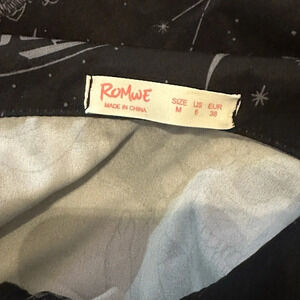 ROMWE
MADE IN CHINA
SIZE US EUR
M 6 38